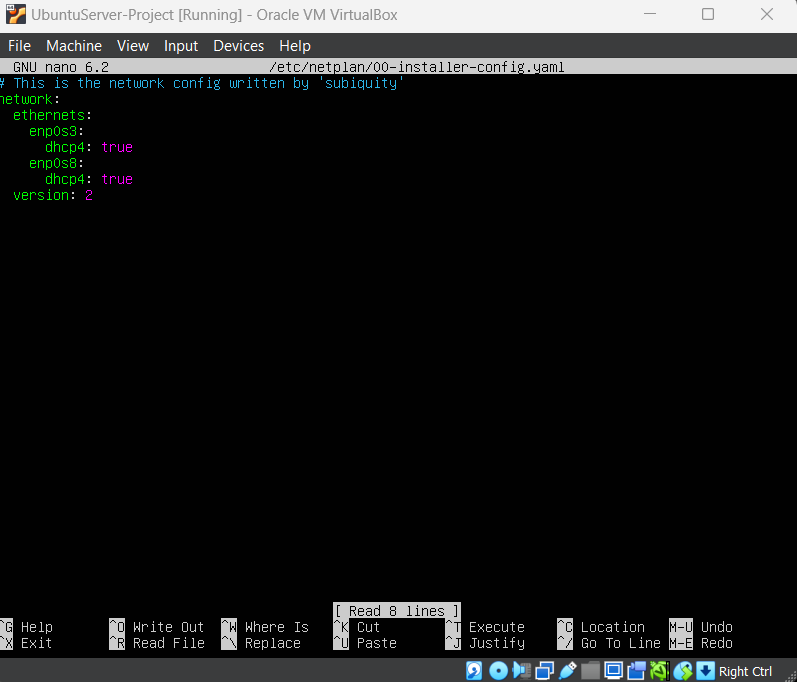 UbuntuServer-Project [Running] - Oracle VM VirtualBox
File Machine View Input Devices Help
GNU nano 6.2 /etc/netplan/00-installer-config.yaml
# This is the network config written by 'subiquity'
network:
  ethernets:
    enp0s3:
      dhcp4: true
    enp0s8:
      dhcp4: true
  version: 2
[ Read 8 lines ]
^G Help ^O Write Out ^W Where Is ^K Cut ^T Execute ^C Location M-U Undo
^X Exit ^R Read File ^\ Replace ^U Paste ^J Justify ^/ Go To Line M-E Redo
Right Ctrl